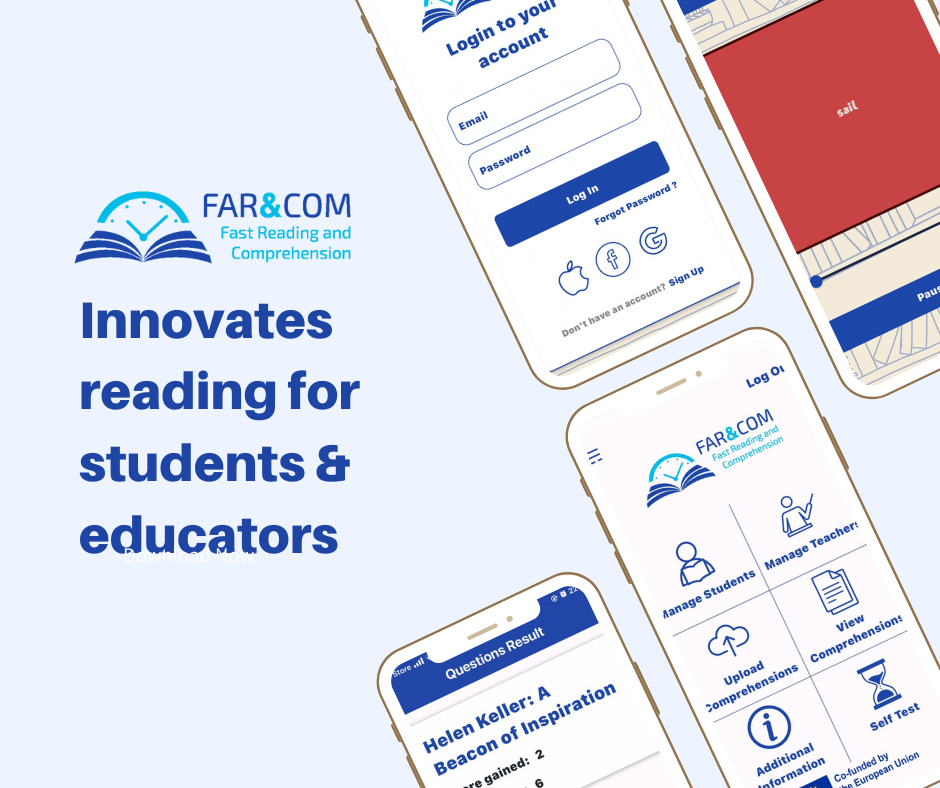 FAR&COM
Fast Reading and
Comprehension
Innovates
reading for
students &
educators
Download Now
Login to your
account
Email
Password
Log In
Forgot Password ?
Don't have an account? Sign Up
sail
Log
FAR&COM
Fast Reading and
Comprehension
Manage Students
Manage Teachers
Upload
Comprehensions
View
Comprehensions
Additional
Information
Self Test
Co-funded by
the European Union
Store
Questions Result
Helen Keller: A
Beacon of Inspiration
gained: 2
6